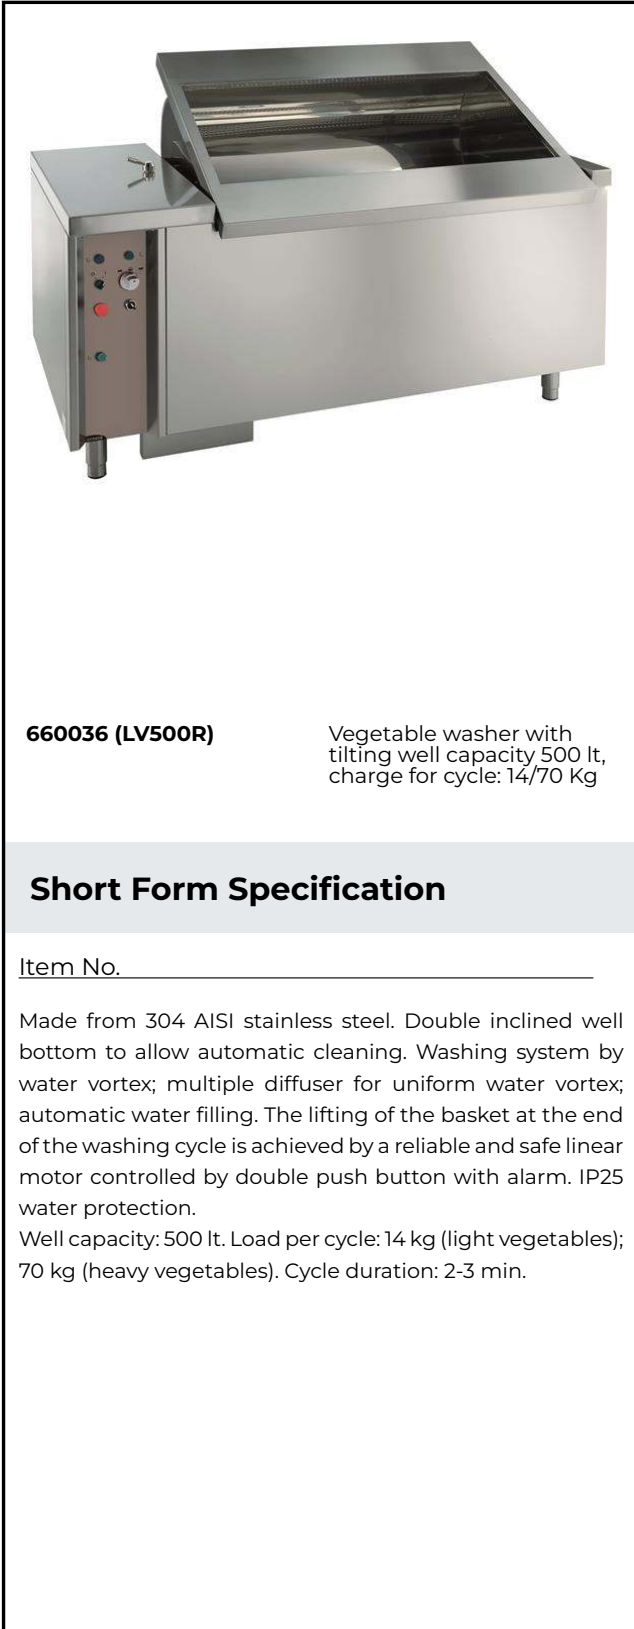 660036 (LV500R)
Vegetable washer with
tilting well capacity 500 lt,
charge for cycle: 14/70 Kg
Short Form Specification
Item No.
Made from 304 AISI stainless steel. Double inclined well
bottom to allow automatic cleaning. Washing system by
water vortex; multiple diffuser for uniform water vortex;
automatic water filling. The lifting of the basket at the end
of the washing cycle is achieved by a reliable and safe linear
motor controlled by double push button with alarm. IP25
water protection.
Well capacity: 500 lt. Load per cycle: 14 kg (light vegetables);
70 kg (heavy vegetables). Cycle duration: 2-3 min.